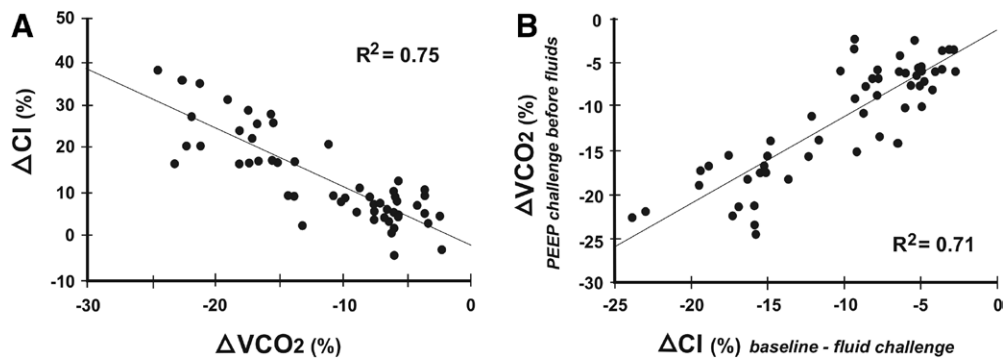 A
50
40
30
20
10
0
-10
ΔCI (%)
R² = 0.75
-30
-20
-10
0
ΔVCO₂ (%)
B
-0
-5
-10
-15
-20
-25
-30
ΔVCO₂ (%)
PEEP challenge before fluids
R² = 0.71
-25
-20
-15
-10
-5
0
ΔCI (%) baseline - fluid challenge